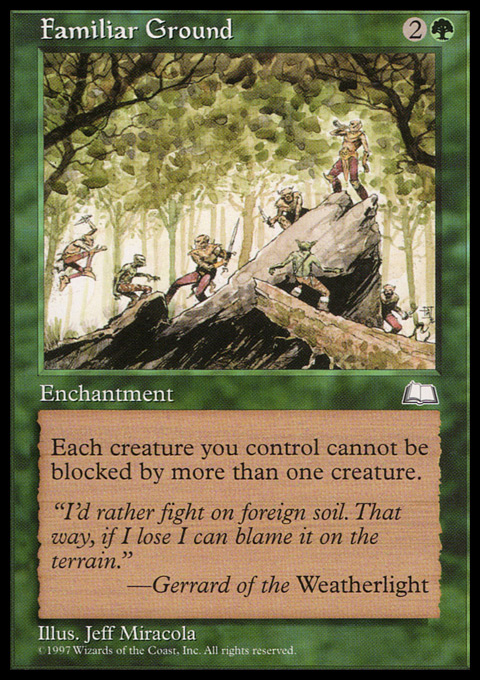 Familiar Ground 2
Enchantment
Each creature you control cannot be
blocked by more than one creature.
“I’d rather fight on foreign soil. That
way, if I lose I can blame it on the
terrain.”
—Gerrard of the Weatherlight
Illus. Jeff Miracola
©1997 Wizards of the Coast, Inc. All rights reserved.